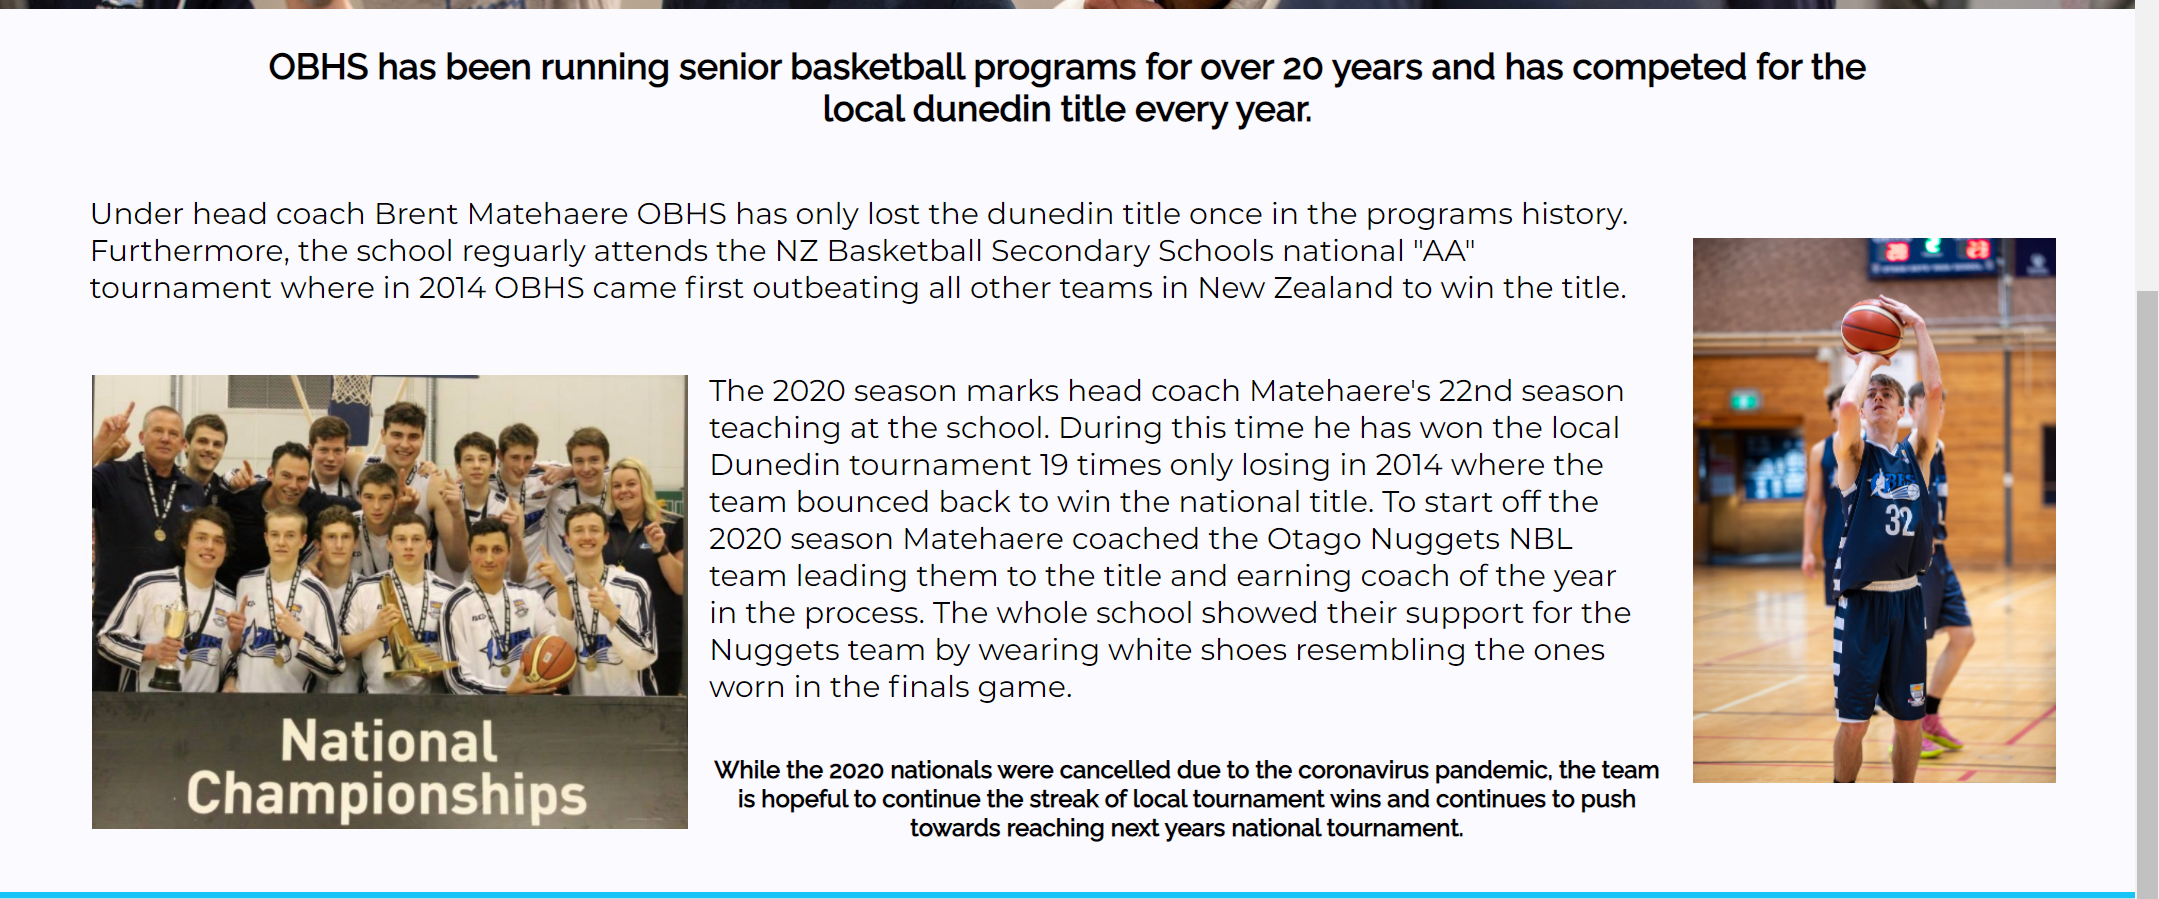 OBHS has been running senior basketball programs for over 20 years and has competed for the
local dunedin title every year.
Under head coach Brent Matehaere OBHS has only lost the dunedin title once in the programs history.
Furthermore, the school reguarly attends the NZ Basketball Secondary Schools national "AA"
tournament where in 2014 OBHS came first outbeating all other teams in New Zealand to win the title.
The 2020 season marks head coach Matehaere's 22nd season
teaching at the school. During this time he has won the local
Dunedin tournament 19 times only losing in 2014 where the
team bounced back to win the national title. To start off the
2020 season Matehaere coached the Otago Nuggets NBL
team leading them to the title and earning coach of the year
in the process. The whole school showed their support for the
Nuggets team by wearing white shoes resembling the ones
worn in the finals game.
While the 2020 nationals were cancelled due to the coronavirus pandemic, the team
is hopeful to continue the streak of local tournament wins and continues to push
towards reaching next years national tournament.
National
Championships
32